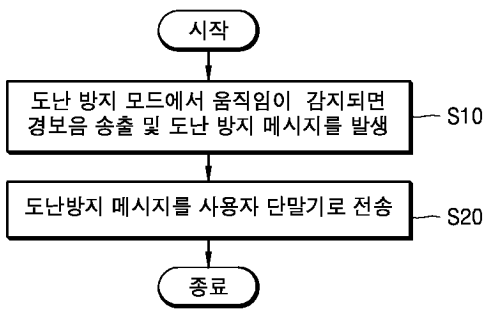 시작
도난 방지 모드에서 움직임이 감지되면
경보음 송출 및 도난 방지 메시지를 발생
S10
도난방지 메시지를 사용자 단말기로 전송
S20
종료